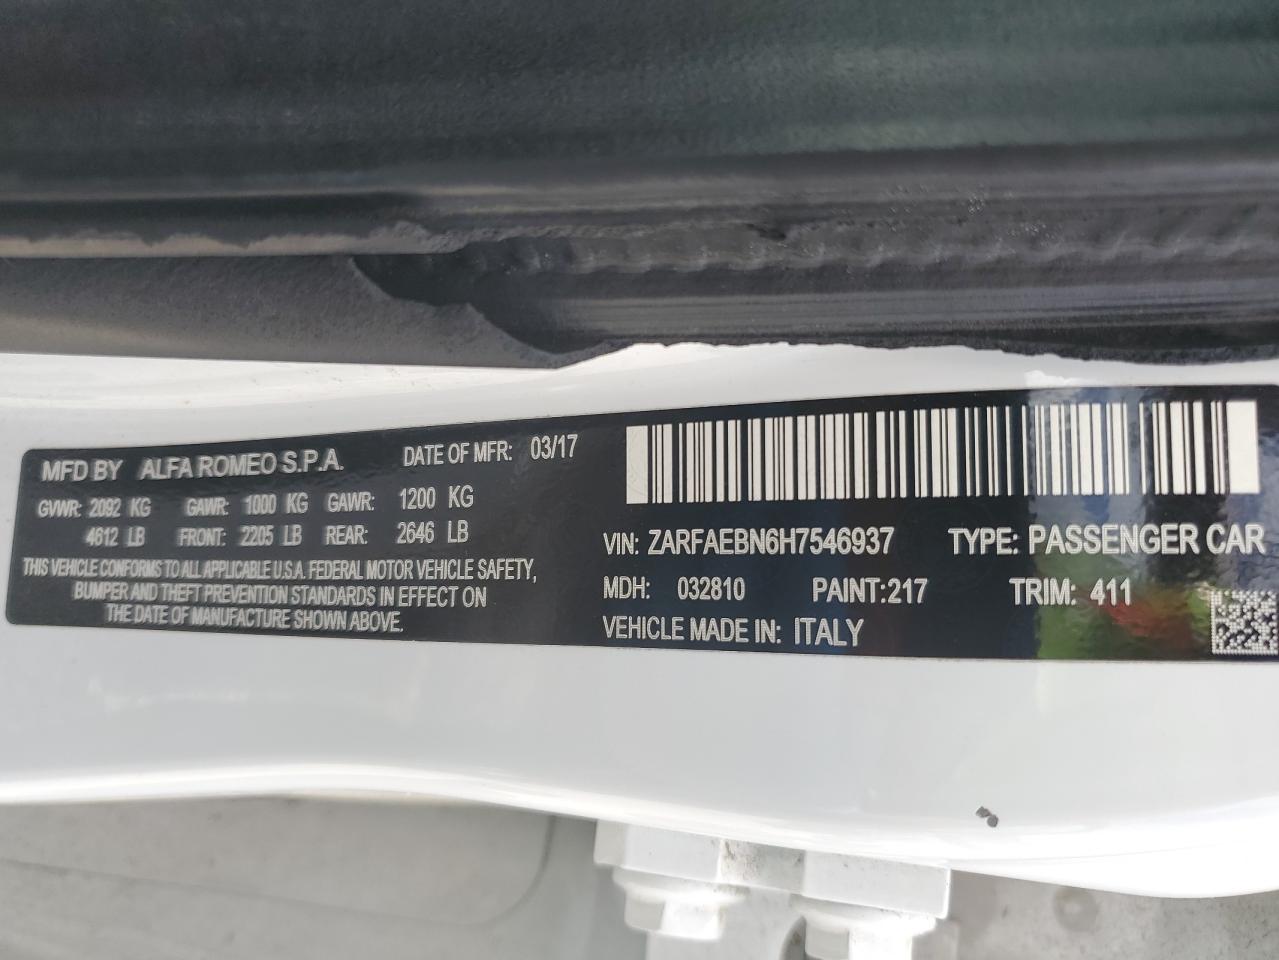 MFD BY ALFA ROMEO S.P.A. DATE OF MFR: 03/17
GVWR: 2092 KG GAWR: 1000 KG GAWR: 1200 KG
4612 LB FRONT: 2205 LB REAR: 2646 LB
THIS VEHICLE CONFORMS TO ALL APPLICABLE U.S.A. FEDERAL MOTOR VEHICLE SAFETY,
BUMPER AND THEFT PREVENTION STANDARDS IN EFFECT ON
THE DATE OF MANUFACTURE SHOWN ABOVE.
VIN: ZARFAEBN6H7546937 TYPE: PASSENGER CAR
MDH: 032810 PAINT:217 TRIM: 411
VEHICLE MADE IN: ITALY